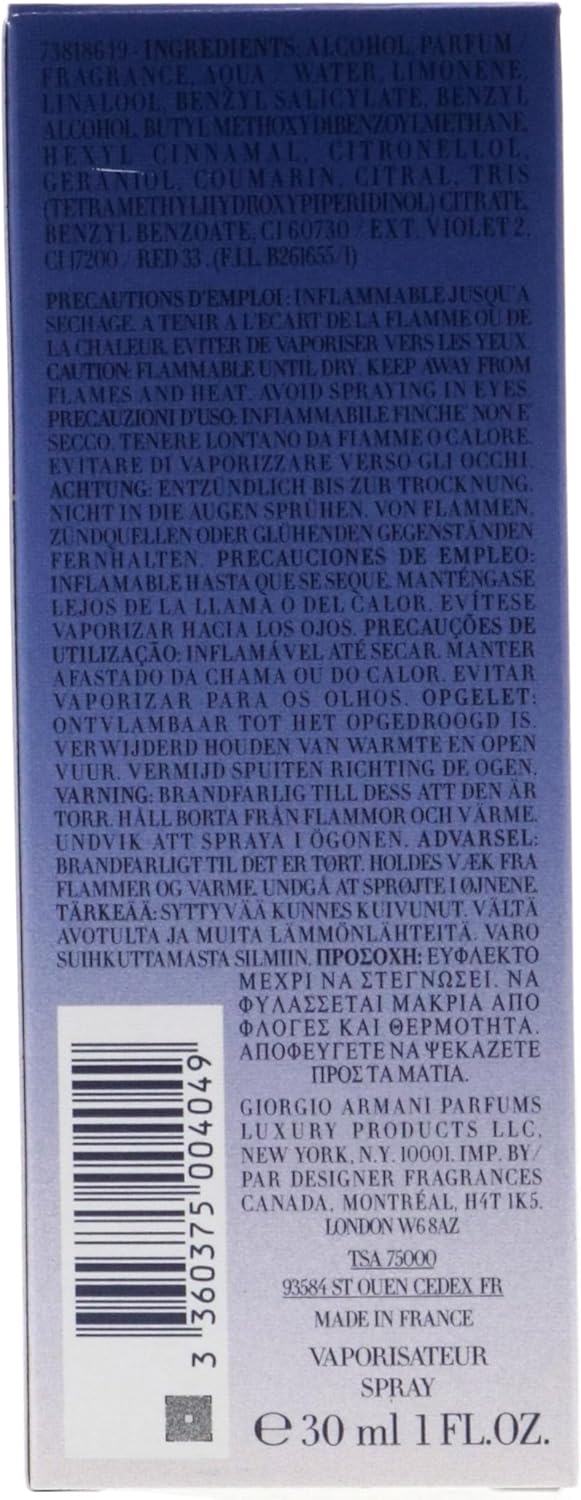 73818649 - INGREDIENTS: ALCOHOL, PARFUM /
FRAGRANCE, AQUA / WATER, LIMONENE,
LINALOOL, BENZYL SALICYLATE, BENZYL
ALCOHOL, BUTYL METHOXYDIBENZOYLMETHANE,
HEXYL CINNAMAL, CITRONELLOL,
GERANIOL, COUMARIN, CITRAL, TRIS
(TETRAMETHYLHYDROXYPIPERIDINOL) CITRATE,
BENZYL BENZOATE, CI 60730 / EXT. VIOLET 2,
CI 17200 / RED 33. (F.I.L. B261655/1)
PRECAUTIONS D'EMPLOI : INFLAMMABLE JUSQU'A
SECHAGE. A TENIR A L'ECART DE LA FLAMME OU DE
LA CHALEUR. EVITER DE VAPORISER VERS LES YEUX.
CAUTION: FLAMMABLE UNTIL DRY. KEEP AWAY FROM
FLAMES AND HEAT. AVOID SPRAYING IN EYES.
PRECAUZIONI D'USO: INFIAMMABILE FINCHE' NON E'
SECCO. TENERE LONTANO DA FIAMME O CALORE.
EVITARE DI VAPORIZZARE VERSO GLI OCCHI.
ACHTUNG: ENTZÜNDLICH BIS ZUR TROCKNUNG.
NICHT IN DIE AUGEN SPRÜHEN. VON FLAMMEN,
ZÜNDQUELLEN ODER GLÜHENDEN GEGENSTÄNDEN
FERNHALTEN. PRECAUCIONES DE EMPLEO:
INFLAMABLE HASTA QUE SE SEQUE. MANTÉNGASE
LEJOS DE LA LLAMA O DEL CALOR. EVÍTESE
VAPORIZAR HACIA LOS OJOS. PRECAUÇÕES DE
UTILIZAÇÃO: INFLAMÁVEL ATÉ SECAR. MANTER
AFASTADO DA CHAMA OU DO CALOR. EVITAR
VAPORIZAR PARA OS OLHOS. OPGELET:
ONTVLAMBAAR TOT HET OPGEDROOGD IS.
VERWIJDERD HOUDEN VAN WARMTE EN OPEN
VUUR. VERMIJD SPUITEN RICHTING DE OGEN.
VARNING: BRANDFARLIG TILL DESS ATT DEN ÄR
TORR. HÅLL BORTA FRÅN FLAMMOR OCH VÄRME.
UNDVIK ATT SPRAYA I ÖGONEN. ADVARSEL:
BRANDFARLIGT TIL DET ER TØRT. HOLDES VÆK FRA
FLAMMER OG VARME. UNDGÅ AT SPRØJTE I ØJNENE.
TÄRKEÄÄ: SYTTYVÄÄ KUNNES KUIVUNUT. VÄLTÄ
AVOTULTA JA MUITA LÄMMÖNLÄHTEITÄ. VARO
SUIHKUTTAMASTA SILMIIN. ΠΡΟΣΟΧΗ: ΕΥΦΛΕΚΤΟ
ΜΕΧΡΙ ΝΑ ΣΤΕΓΝΩΣΕΙ. ΝΑ
ΦΥΛΑΣΣΕΤΑΙ ΜΑΚΡΙΑ ΑΠΟ
ΦΛΟΓΕΣ ΚΑΙ ΘΕΡΜΟΤΗΤΑ.
ΑΠΟΦΕΥΓΕΤΕ ΝΑ ΨΕΚΑΖΕΤΕ
ΠΡΟΣ ΤΑ ΜΑΤΙΑ.
GIORGIO ARMANI PARFUMS
LUXURY PRODUCTS LLC,
NEW YORK, N.Y. 10001. IMP. BY/
PAR DESIGNER FRAGRANCES
CANADA, MONTRÉAL, H4T 1K5.
LONDON W6 8AZ
TSA 75000
93584 ST OUEN CEDEX FR
MADE IN FRANCE
VAPORISATEUR
SPRAY
℮ 30 ml 1 FL.OZ.
3 360375 004049